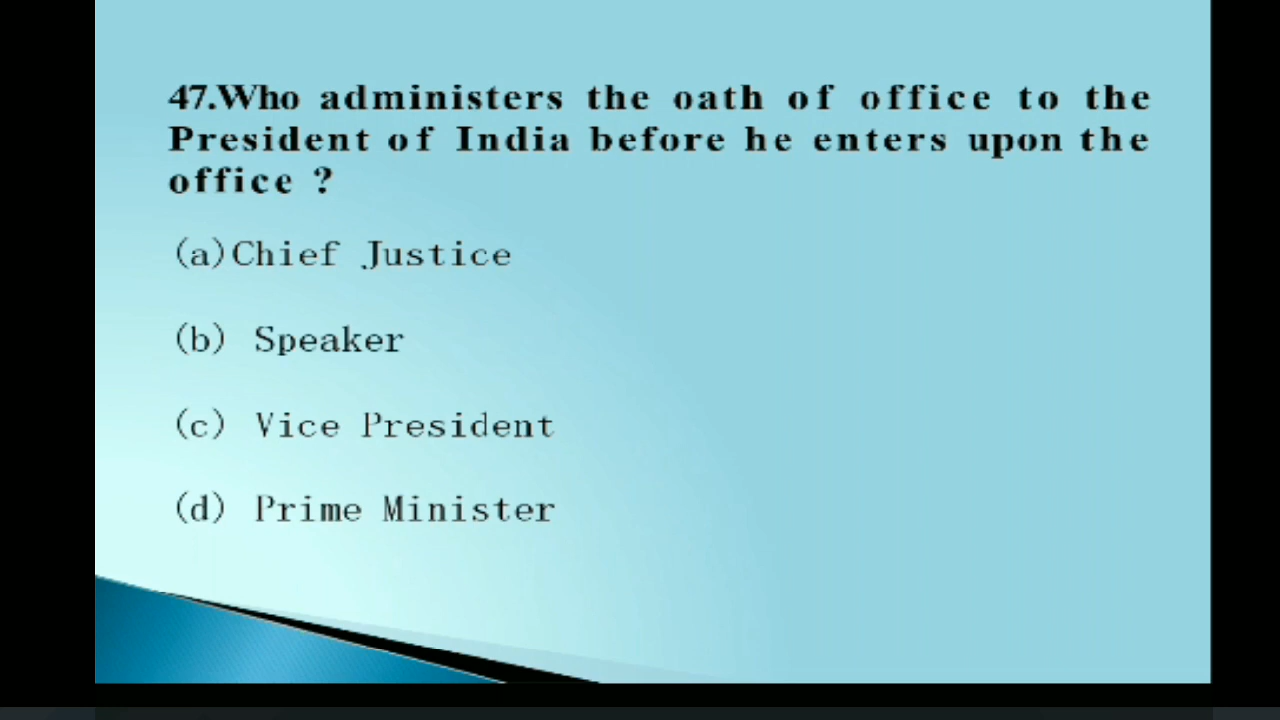 47.Who administers the oath of office to the
President of India before he enters upon the
office ?
(a)Chief Justice
(b) Speaker
(c) Vice President
(d) Prime Minister